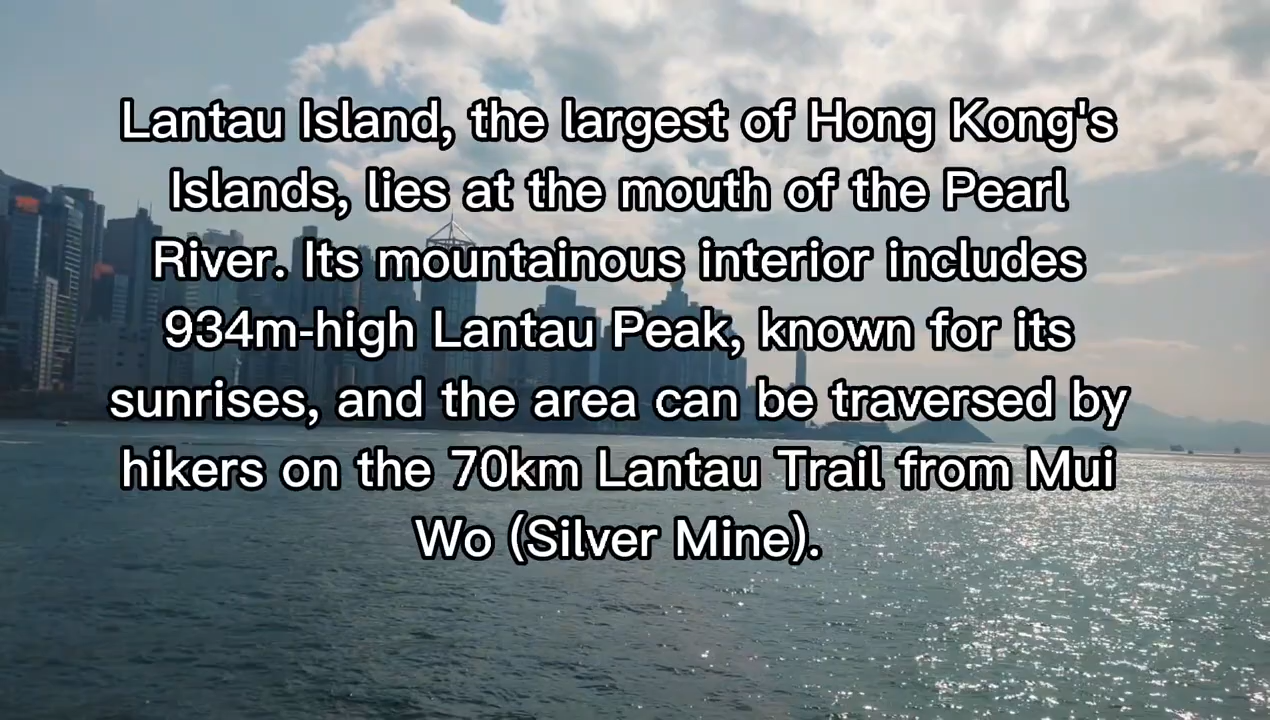 Lantau Island, the largest of Hong Kong's
Islands, lies at the mouth of the Pearl
River. Its mountainous interior includes
934m-high Lantau Peak, known for its
sunrises, and the area can be traversed by
hikers on the 70km Lantau Trail from Mui
Wo (Silver Mine).